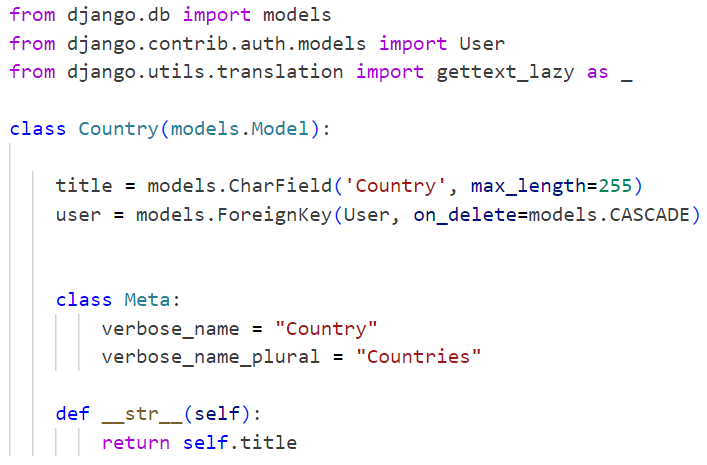 from django.db import models
from django.contrib.auth.models import User
from django.utils.translation import gettext_lazy as _
class Country(models.Model):
title = models.CharField('Country', max_length=255)
user = models.ForeignKey(User, on_delete=models.CASCADE)
class Meta:
verbose_name = "Country"
verbose_name_plural = "Countries"
def __str__(self):
return self.title